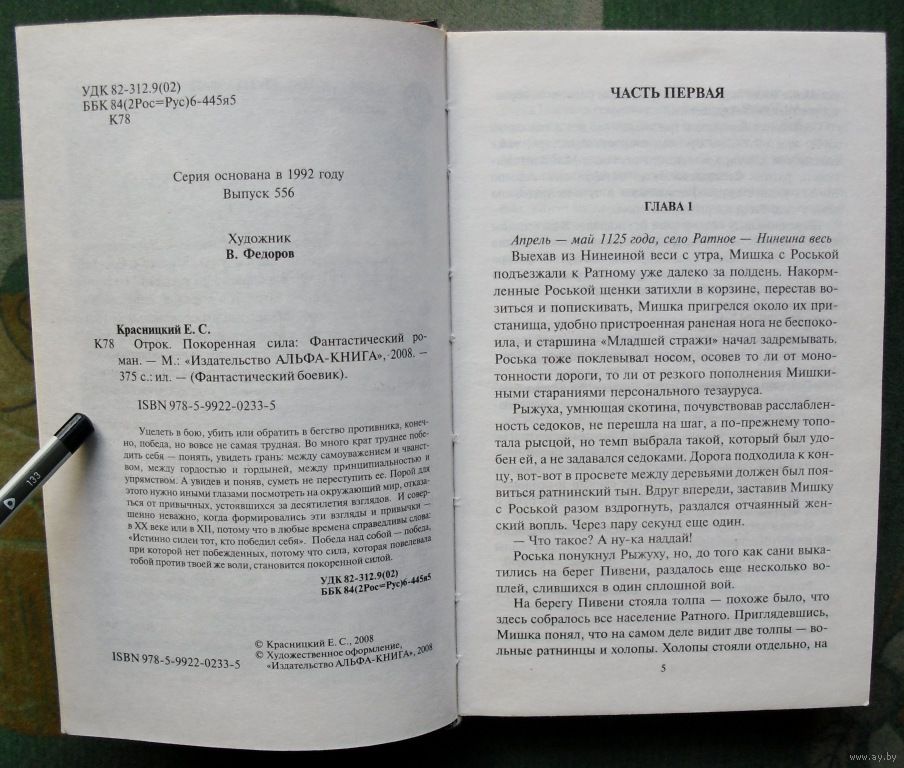 УДК 82-312.9(02)
ББК 84(2Рос=Рус)6-445я5
К78
Серия основана в 1992 году
Выпуск 556
Художник
В. Федоров
Красницкий Е. С.
К78 Отрок. Покоренная сила: Фантастический ро-
ман. — М.: «Издательство АЛЬФА-КНИГА», 2008. —
375 с.: ил. — (Фантастический боевик).
ISBN 978-5-9922-0233-5
Уцелеть в бою, убить или обратить в бегство противника, конеч-
но, победа, но вовсе не самая трудная. Во много крат труднее побе-
дить себя — понять, увидеть грань: между самоуважением и чванст-
вом, между гордостью и гордыней, между принципиальностью и
упрямством. А увидев и поняв, суметь не переступить ее. Порой для
этого нужно иными глазами посмотреть на окружающий мир, отказа-
ться от привычных, устоявшихся за десятилетия взглядов. И совер-
шенно неважно, когда формировались эти взгляды и привычки —
в XX веке или в XII, потому что в любые времена справедливы слова:
«Истинно силен тот, кто победил себя». Победа над собой — победа,
при которой нет побежденных, потому что сила, которая повелевала
тобой против твоей же воли, становится покоренной силой.
УДК 82-312.9(02)
ББК 84(2Рос=Рус)6-445я5
© Красницкий Е. С., 2008
© Художественное оформление,
«Издательство АЛЬФА-КНИГА», 2008
ISBN 978-5-9922-0233-5
133
ЧАСТЬ ПЕРВАЯ
ГЛАВА 1
Апрель — май 1125 года, село Ратное — Нинеина весь
Выехав из Нинеиной веси с утра, Мишка с Роськой
подъезжали к Ратному уже далеко за полдень. Накорм-
ленные Роськой щенки затихли в корзине, перестав во-
зиться и попискивать, Мишка пригрелся около их при-
станища, удобно пристроенная раненая нога не беспоко-
ила, и старшина «Младшей стражи» начал задремывать.
Роська тоже поклевывал носом, осовев то ли от моно-
тонности дороги, то ли от резкого пополнения Мишки-
ными стараниями персонального тезауруса.
Рыжуха, умнющая скотина, почувствовав расслаблен-
ность седоков, не перешла на шаг, а по-прежнему топо-
тала рысцой, но темп выбрала такой, который был удо-
бен ей, а не задавался седоками. Дорога подходила к кон-
цу, вот-вот в просвете между деревьями должен был поя-
виться ратнинский тын. Вдруг впереди, заставив Мишку
с Роськой разом вздрогнуть, раздался отчаянный жен-
ский вопль. Через пару секунд еще один.
— Что такое? А ну-ка наддай!
Роська понукнул Рыжуху, но, до того как сани выка-
тились на берег Пивени, раздалось еще несколько во-
плей, слившихся в один сплошной вой.
На берегу Пивени стояла толпа — похоже было, что
здесь собралось все население Ратного. Приглядевшись,
Мишка понял, что на самом деле видит две толпы — во-
льные ратнинцы и холопы. Холопы стояли отдельно, на
5
www.ay.by